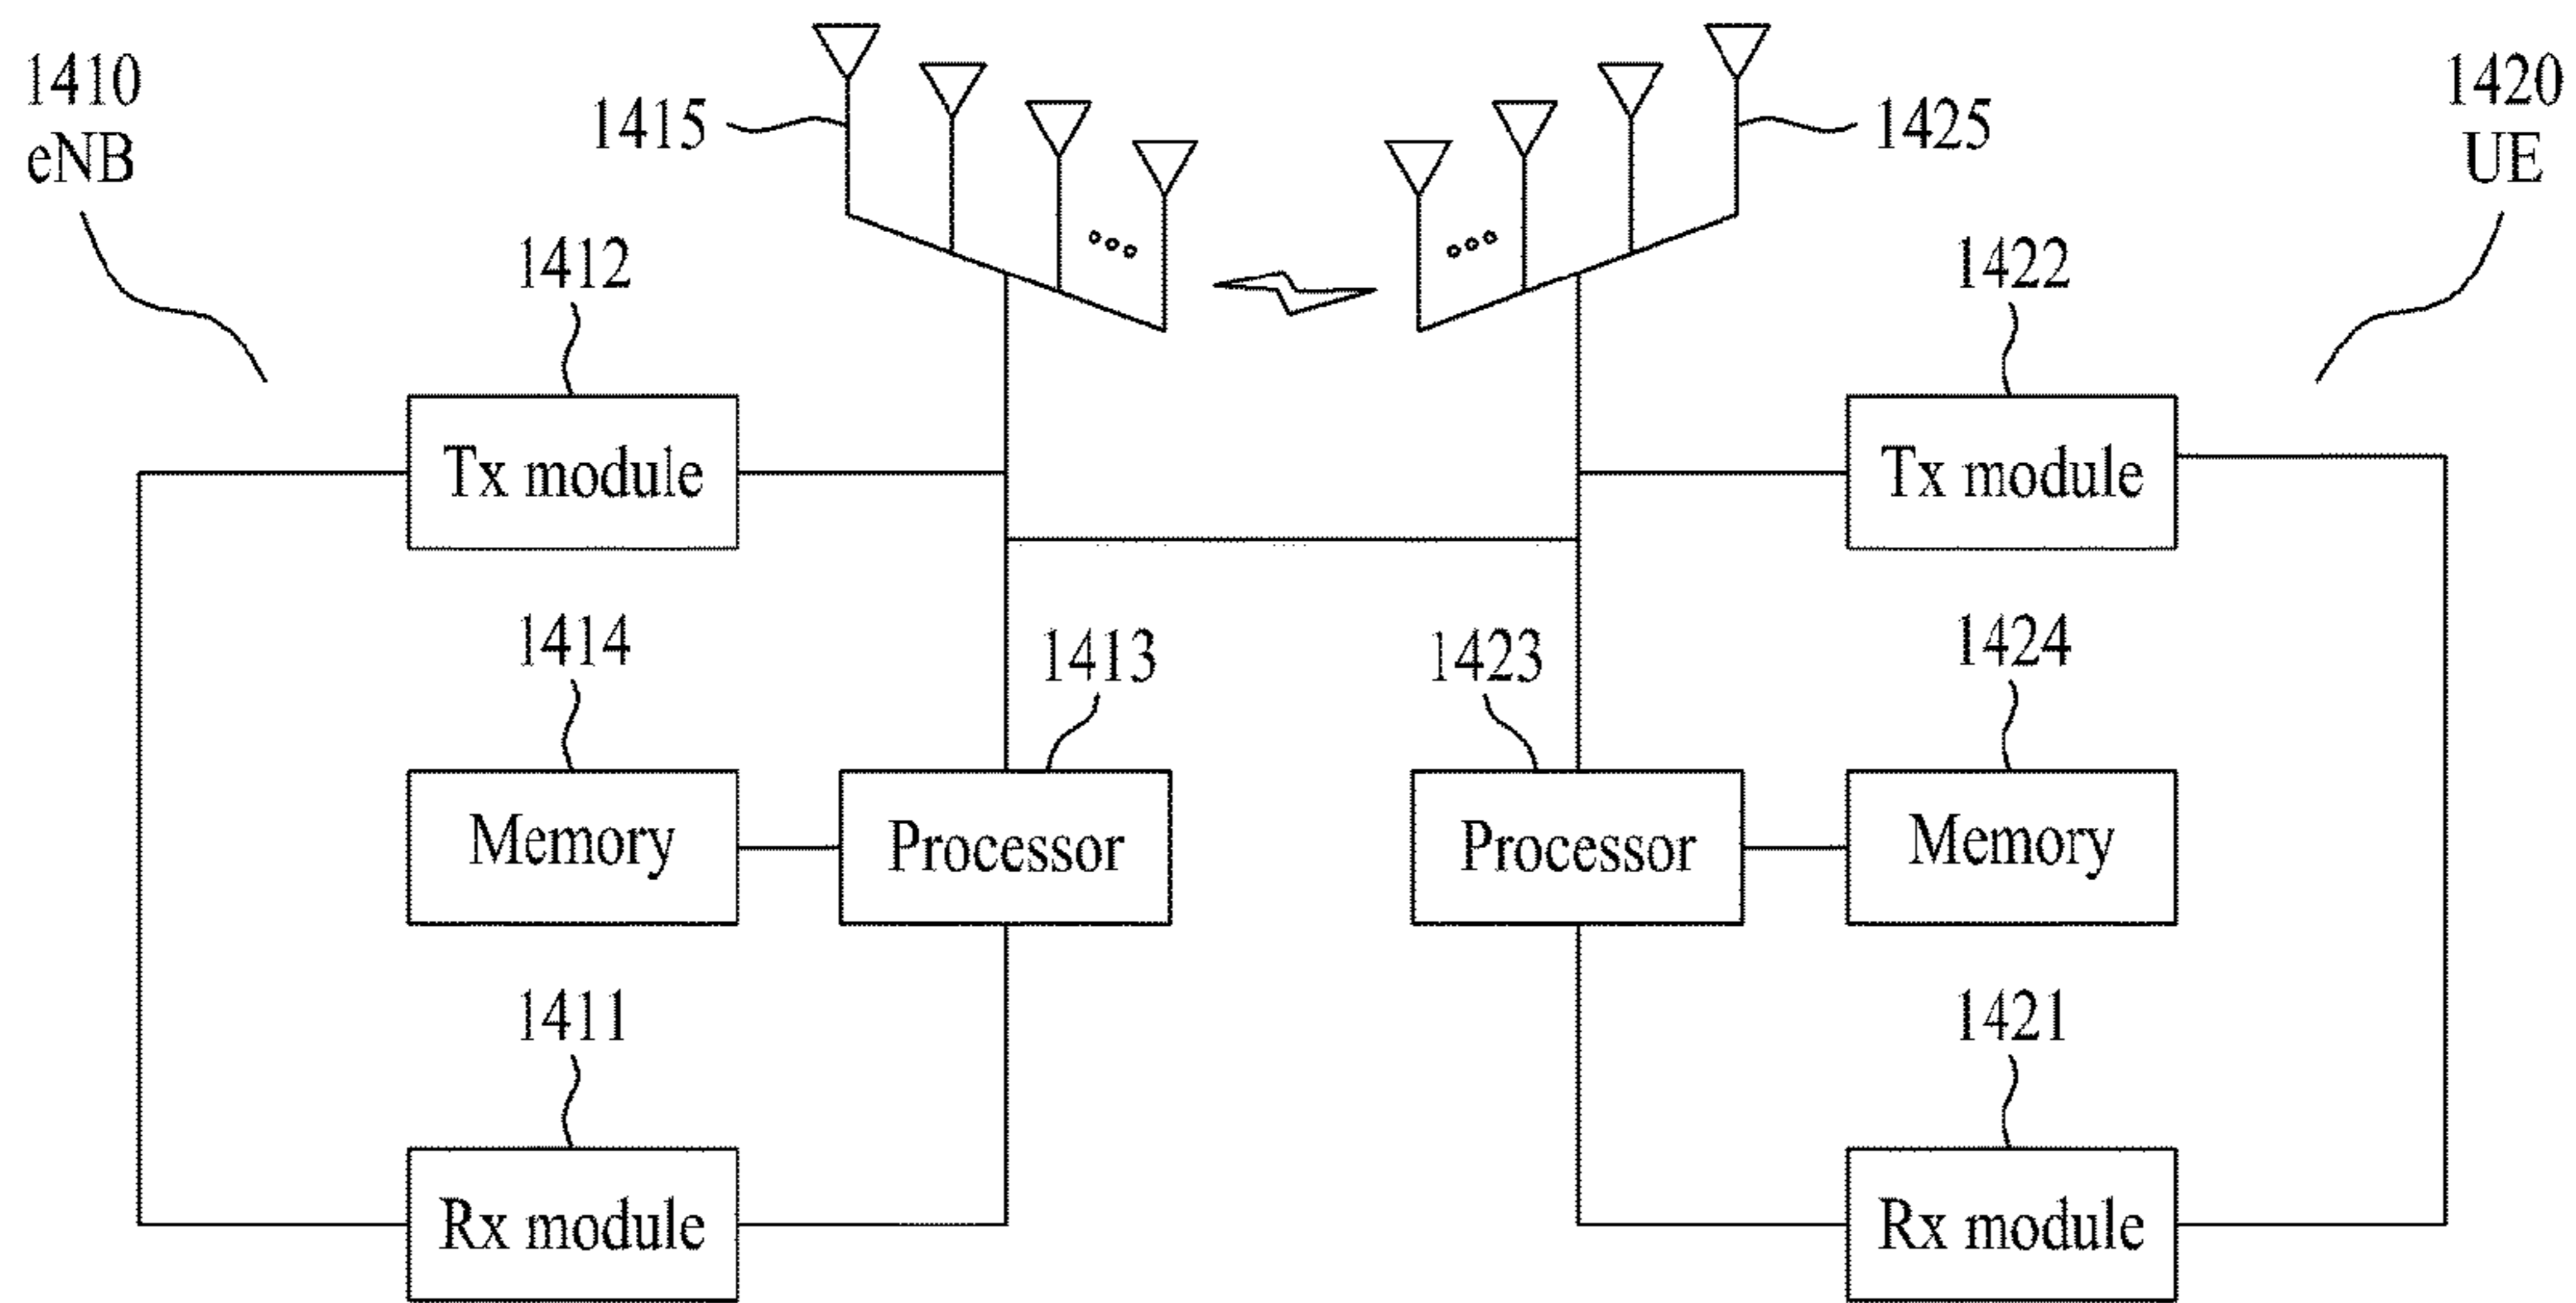 1410
eNB
1415
1425
1420
UE
1412
1422
Tx module
Tx module
1414
1413
1423
1424
Memory
Processor
Processor
Memory
1411
1421
Rx module
Rx module